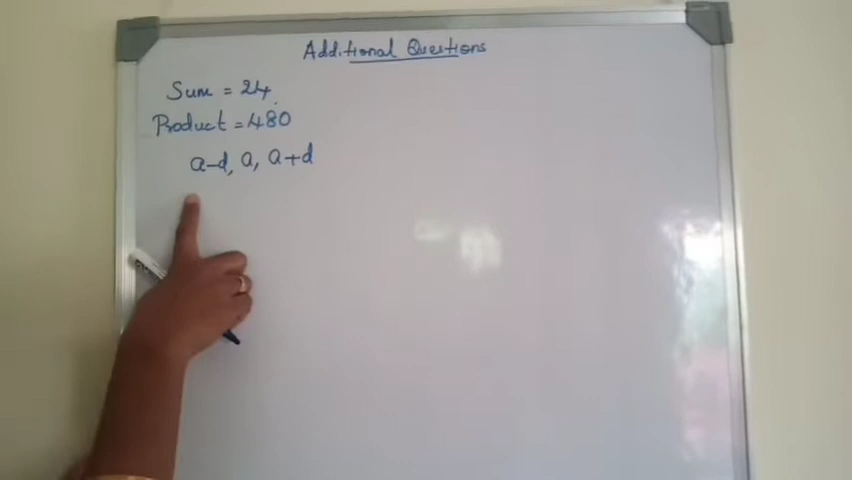 Additional Questions
Sum = 24
Product = 480
a-d, a, a+d